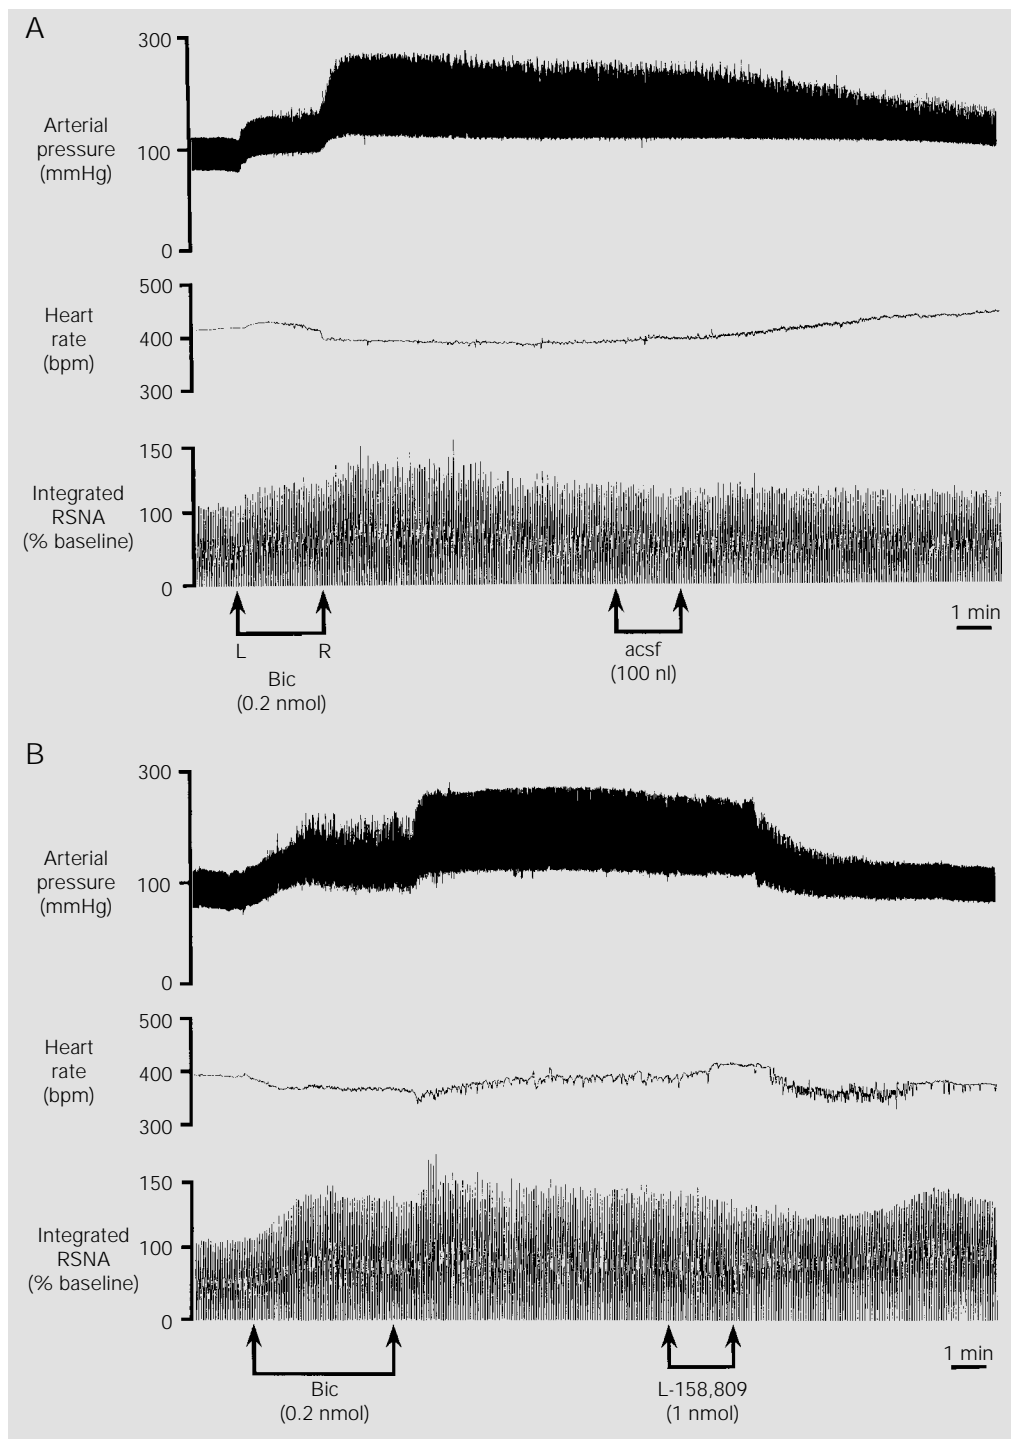 A
300
Arterial
pressure
(mmHg)
100
0
500
Heart
rate
(bpm)
400
300
150
Integrated
RSNA
(% baseline)
100
0
1 min
L
R
Bic
(0.2 nmol)
acsf
(100 nl)
B
300
Arterial
pressure
(mmHg)
100
0
500
Heart
rate
(bpm)
400
300
150
Integrated
RSNA
(% baseline)
100
0
1 min
Bic
(0.2 nmol)
L-158,809
(1 nmol)